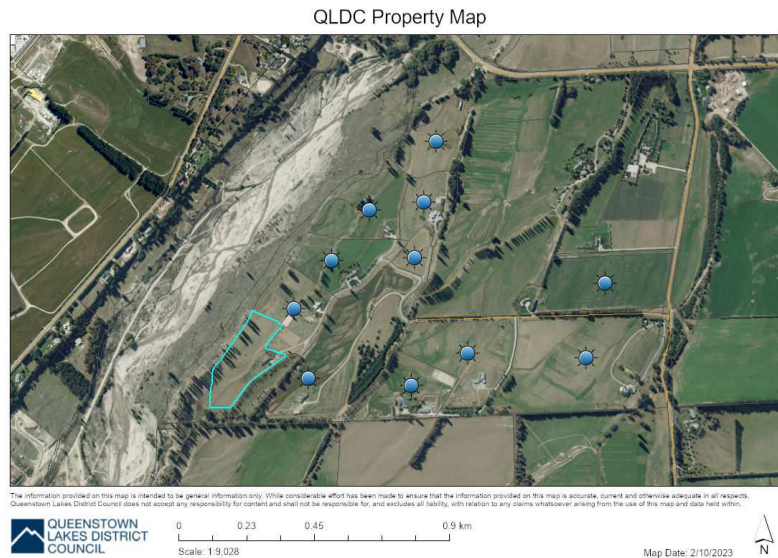 QLDC Property Map
The information provided on this map is intended to be general information only. While considerable effort has been made to ensure that the information provided on this map is accurate, current and otherwise adequate in all respects,
Queenstown Lakes District Council does not accept any responsibility for content and shall not be responsible for, and excludes all liability, with relation to any claims whatsoever arising from the use of this map and data held within.
QUEENSTOWN
LAKES DISTRICT
COUNCIL
0 0.23 0.45 0.9 km
Scale: 1:9,028
Map Date: 2/10/2023
N